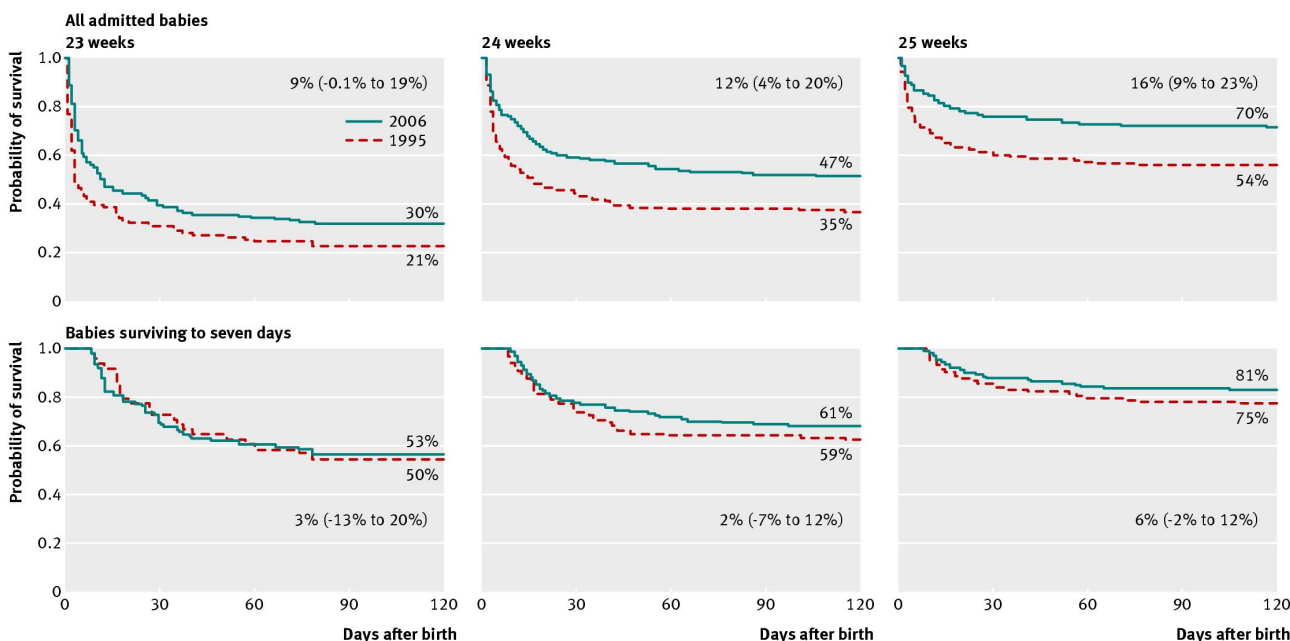 All admitted babies
23 weeks
24 weeks
25 weeks
Probability of survival
1.0
0.8
0.6
0.4
0.2
0
9% (-0.1% to 19%)
2006
1995
30%
21%
12% (4% to 20%)
47%
35%
16% (9% to 23%)
70%
54%
Babies surviving to seven days
Probability of survival
1.0
0.8
0.6
0.4
0.2
0
53%
50%
3% (-13% to 20%)
61%
59%
2% (-7% to 12%)
81%
75%
6% (-2% to 12%)
0 30 60 90 120
0 30 60 90 120
0 30 60 90 120
Days after birth
Days after birth
Days after birth